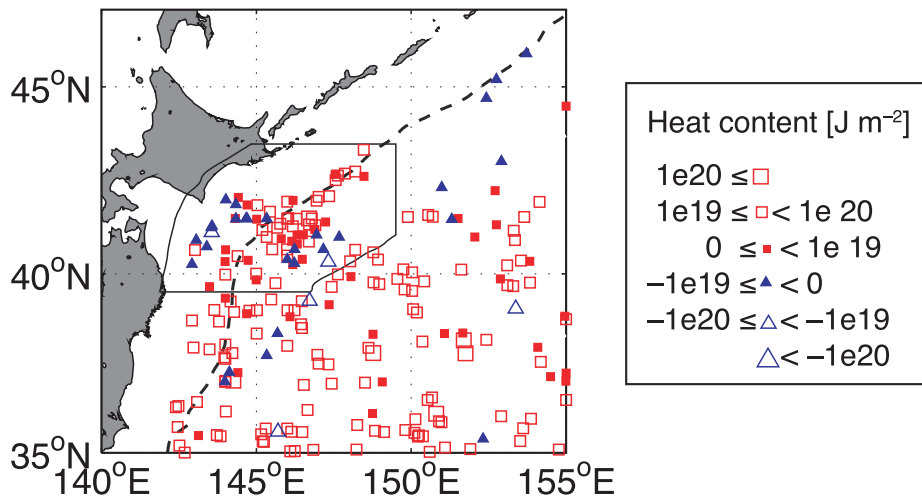 45°N
40°N
35°N
140°E 145°E 150°E 155°E
Heat content [J m⁻²]
1e20 ≤ □
1e19 ≤ □ < 1e 20
0 ≤ ■ < 1e 19
−1e19 ≤ ▲ < 0
−1e20 ≤ △ < −1e19
△ < −1e20